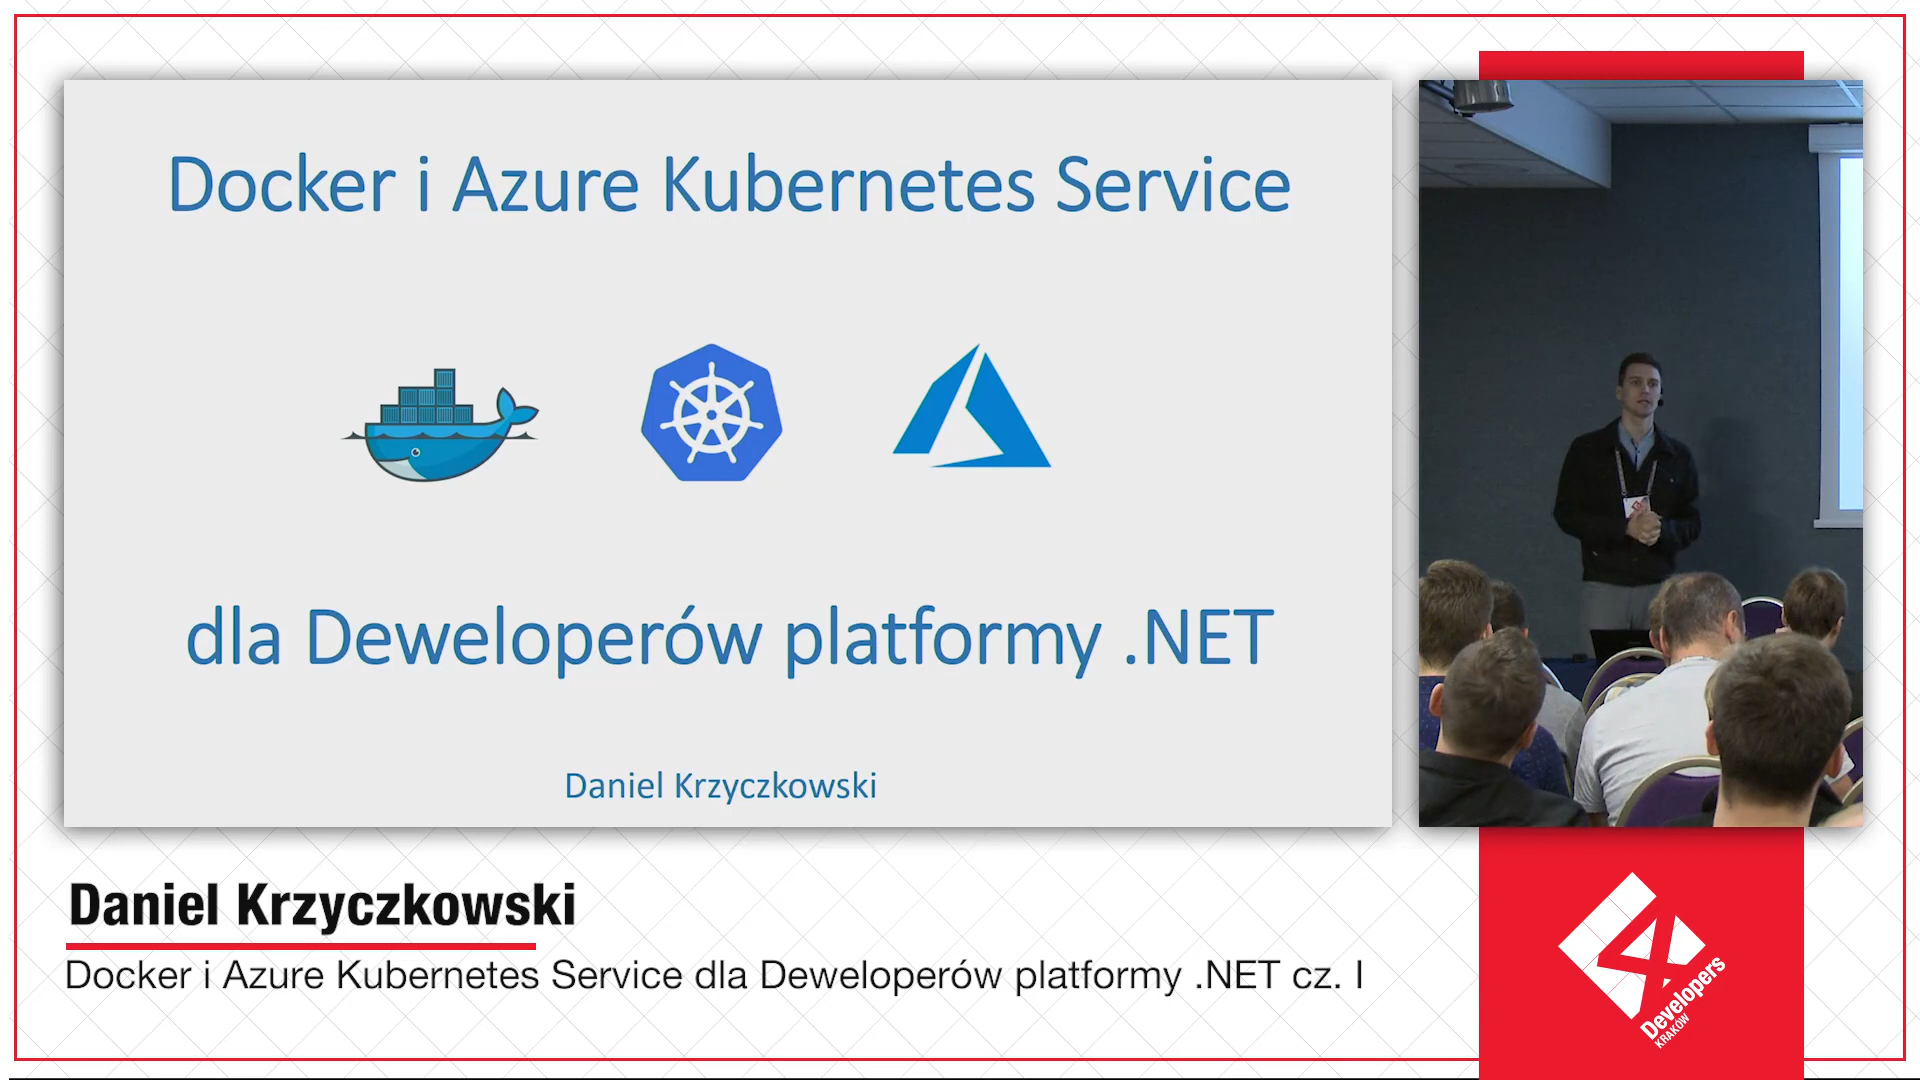 Docker i Azure Kubernetes Service
dla Deweloperów platformy .NET
Daniel Krzyczkowski
Daniel Krzyczkowski
Docker i Azure Kubernetes Service dla Deweloperów platformy .NET cz. I
4
Developers
KRAKÓW